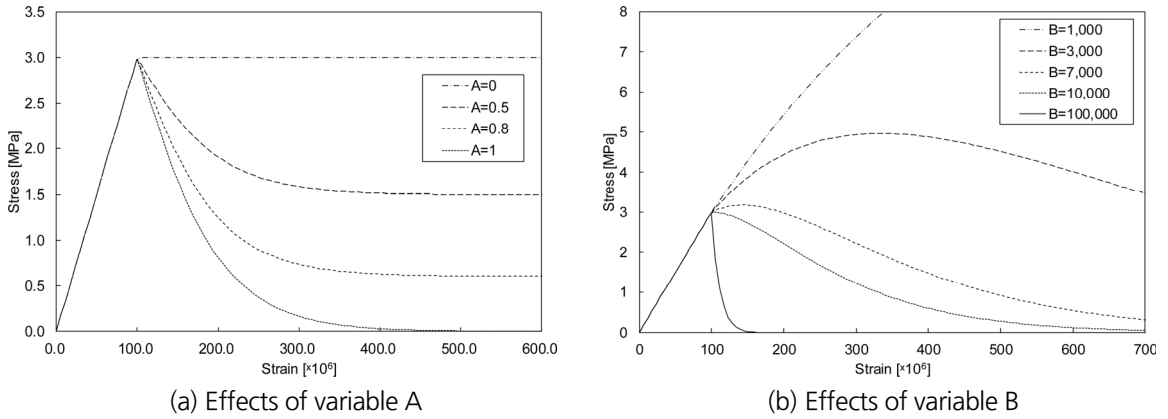 3.5
3.0
2.5
2.0
1.5
1.0
0.5
0.0
Stress [MPa]
A=0
A=0.5
A=0.8
A=1
0.0 100.0 200.0 300.0 400.0 500.0 600.0
Strain [×10⁶]
(a) Effects of variable A
8
7
6
5
4
3
2
1
0
Stress [MPa]
B=1,000
B=3,000
B=7,000
B=10,000
B=100,000
0 100 200 300 400 500 600 700
Strain [×10⁶]
(b) Effects of variable B